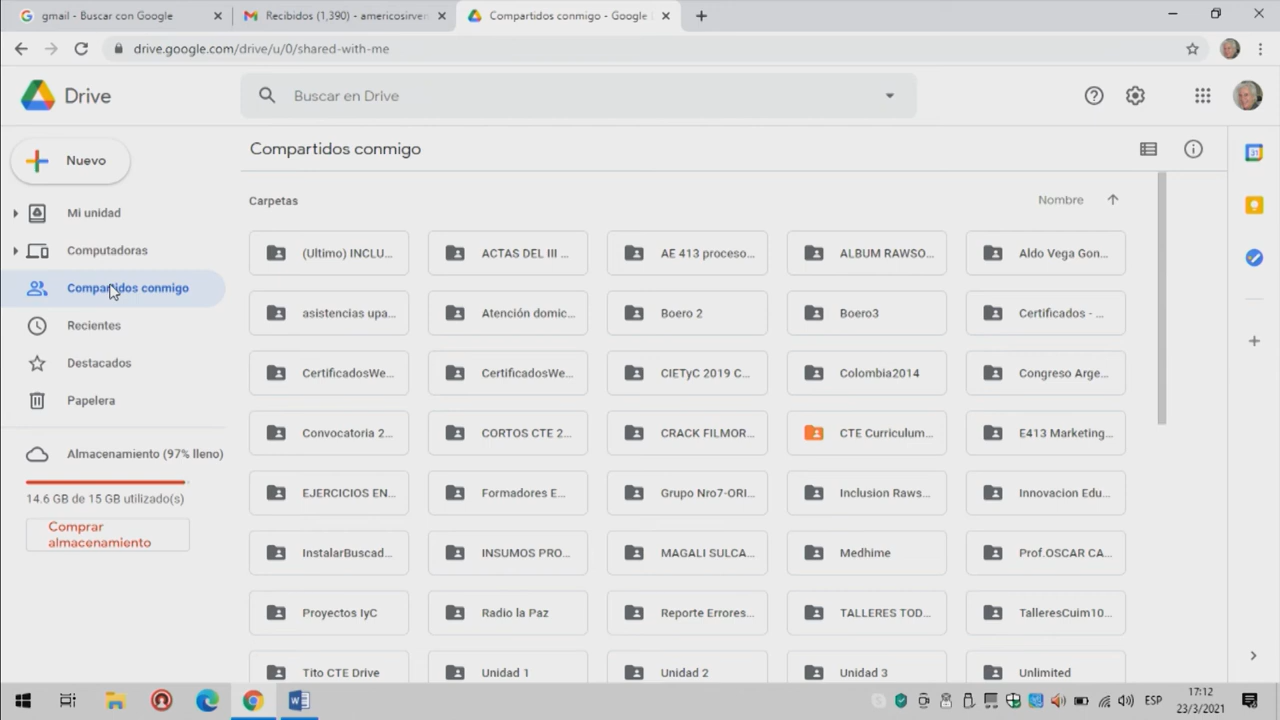 gmail - Buscar con Google
Recibidos (1,390) - americosirven
Compartidos conmigo - Google
drive.google.com/drive/u/0/shared-with-me
Drive
Buscar en Drive
Nuevo
Compartidos conmigo
31
Mi unidad
Carpetas
Nombre
Computadoras
(Ultimo) INCLU...
ACTAS DEL III ...
AE 413 proceso...
ALBUM RAWSO...
Aldo Vega Gon...
Compartidos conmigo
Recientes
asistencias upa...
Atención domic...
Boero 2
Boero3
Certificados - ...
Destacados
CertificadosWe...
CertificadosWe...
CIETyC 2019 C...
Colombia2014
Congreso Arge...
Papelera
Convocatoria 2...
CORTOS CTE 2...
CRACK FILMOR...
CTE Curriculum...
E413 Marketing...
Almacenamiento (97% lleno)
14.6 GB de 15 GB utilizado(s)
EJERCICIOS EN...
Formadores E...
Grupo Nro7-ORI...
Inclusion Raws...
Innovacion Edu...
Comprar
almacenamiento
InstalarBuscad...
INSUMOS PRO...
MAGALI SULCA...
Medhime
Prof.OSCAR CA...
Proyectos IyC
Radio la Paz
Reporte Errores...
TALLERES TOD...
TalleresCuim10...
Tito CTE Drive
Unidad 1
Unidad 2
Unidad 3
Unlimited
ESP
17:12
23/3/2021